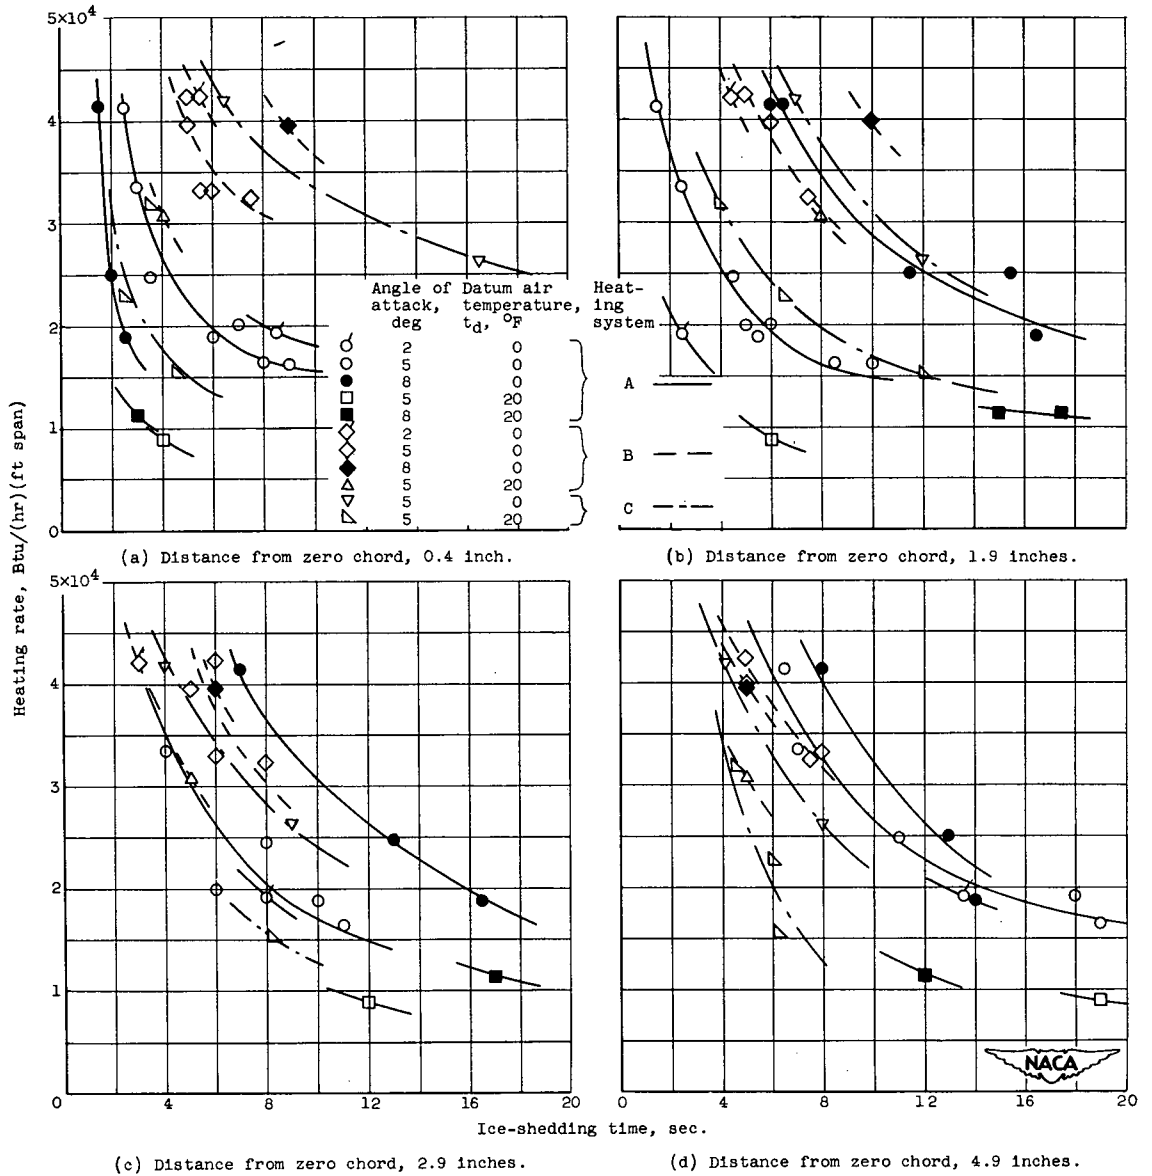 5×10⁴
4
3
2
1
0
Heating rate, Btu/(hr)(ft span)
Angle of attack, deg
Datum air temperature, t_d, °F
Heat-ing system
2 0
5 0
8 0
5 20
8 20
2 0
5 0
8 0
5 20
5 0
5 20
A
B
C
(a) Distance from zero chord, 0.4 inch.
(b) Distance from zero chord, 1.9 inches.
5×10⁴
4
3
2
1
0 4 8 12 16 20
0 4 8 12 16 20
NACA
Ice-shedding time, sec.
(c) Distance from zero chord, 2.9 inches.
(d) Distance from zero chord, 4.9 inches.